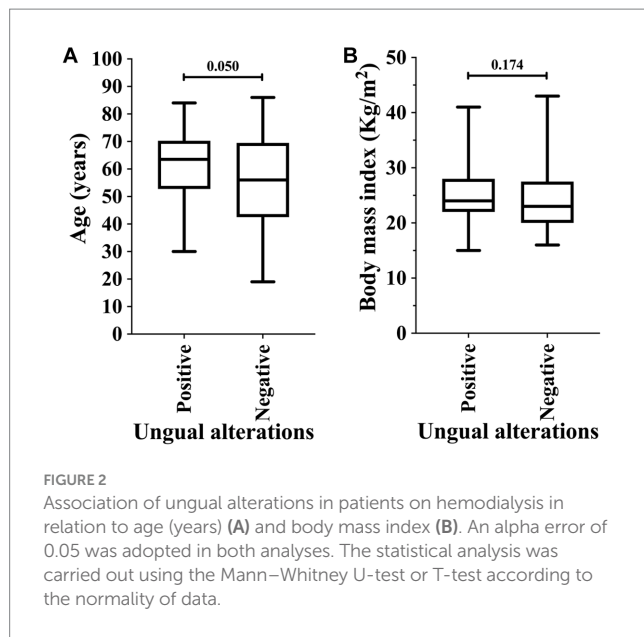 A
0.050
Age (years)
100
90
80
70
60
50
40
30
20
10
0
Positive
Negative
Ungual alterations
B
0.174
Body mass index (Kg/m²)
50
40
30
20
10
0
Positive
Negative
Ungual alterations
FIGURE 2
Association of ungual alterations in patients on hemodialysis in
relation to age (years) (A) and body mass index (B). An alpha error of
0.05 was adopted in both analyses. The statistical analysis was
carried out using the Mann–Whitney U-test or T-test according to
the normality of data.